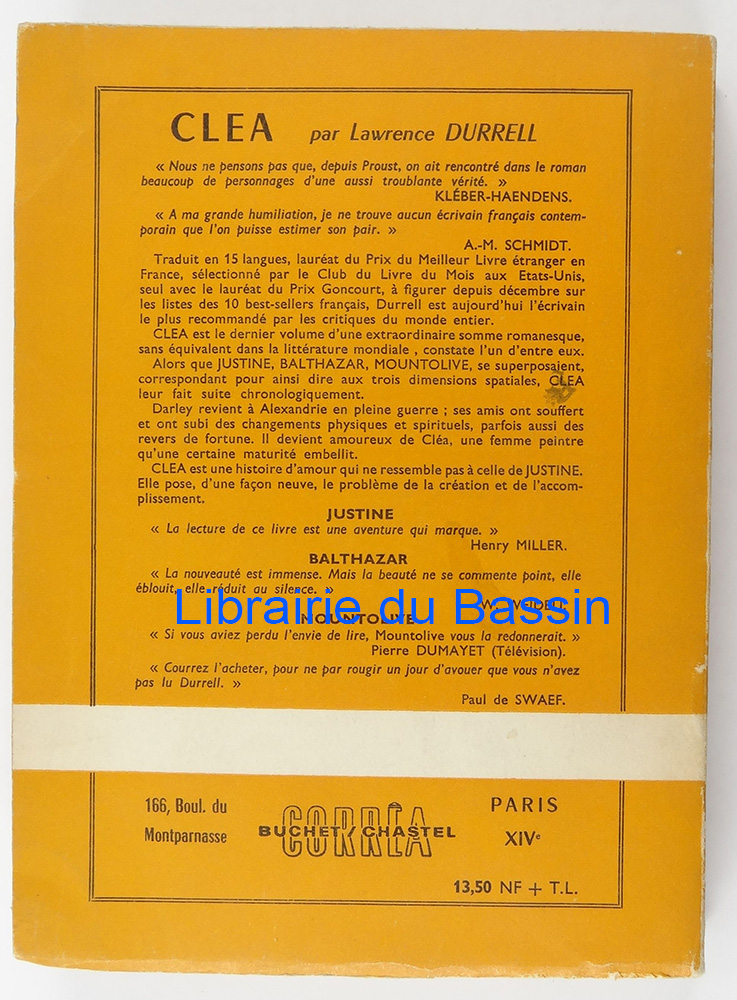 CLEA par Lawrence DURRELL
« Nous ne pensons pas que, depuis Proust, on ait rencontré dans le roman
beaucoup de personnages d'une aussi troublante vérité. »
KLÉBER-HAENDENS.
« A ma grande humiliation, je ne trouve aucun écrivain français contem-
porain que l'on puisse estimer son pair. »
A.-M. SCHMIDT.
Traduit en 15 langues, lauréat du Prix du Meilleur Livre étranger en
France, sélectionné par le Club du Livre du Mois aux Etats-Unis,
seul avec le lauréat du Prix Goncourt, à figurer depuis décembre sur
les listes des 10 best-sellers français, Durrell est aujourd'hui l'écrivain
le plus recommandé par les critiques du monde entier.
CLEA est le dernier volume d'une extraordinaire somme romanesque,
sans équivalent dans la littérature mondiale , constate l'un d'entre eux.
Alors que JUSTINE, BALTHAZAR, MOUNTOLIVE, se superposaient,
correspondant pour ainsi dire aux trois dimensions spatiales, CLEA
leur fait suite chronologiquement.
Darley revient à Alexandrie en pleine guerre ; ses amis ont souffert
et ont subi des changements physiques et spirituels, parfois aussi des
revers de fortune. Il devient amoureux de Cléa, une femme peintre
qu'une certaine maturité embellit.
CLEA est une histoire d'amour qui ne ressemble pas à celle de JUSTINE.
Elle pose, d'une façon neuve, le problème de la création et de l'accom-
plissement.
JUSTINE
« La lecture de ce livre est une aventure qui marque. »
Henry MILLER.
BALTHAZAR
« La nouveauté est immense. Mais la beauté ne se commente point, elle
éblouit, elle réduit au silence. »
Librairie du Bassin
MOUNTOLIVE
« Si vous aviez perdu l'envie de lire, Mountolive vous la redonnerait. »
Pierre DUMAYET (Télévision).
« Courrez l'acheter, pour ne par rougir un jour d'avouer que vous n'avez
pas lu Durrell. »
Paul de SWAEF.
166, Boul. du
Montparnasse
CORRÊA
BUCHET/CHASTEL
PARIS
XIVe
13,50 NF + T.L.